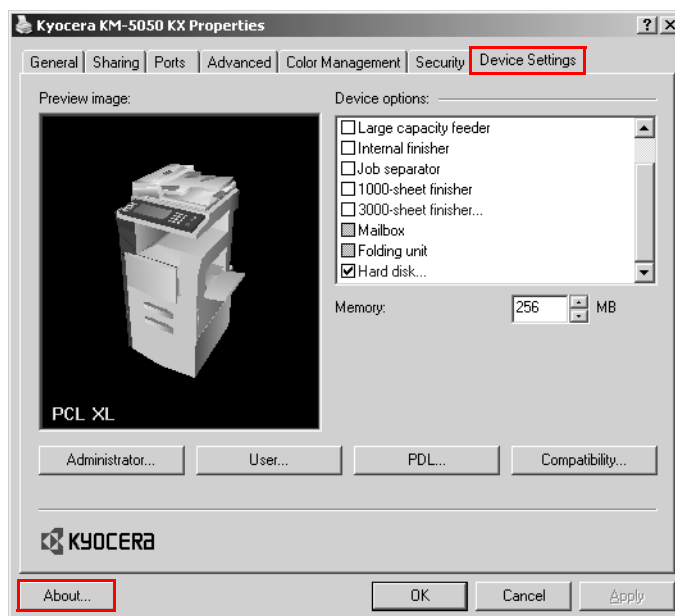 Kyocera KM-5050 KX Properties
General Sharing Ports Advanced Color Management Security Device Settings
Preview image:
PCL XL
Device options:
Large capacity feeder
Internal finisher
Job separator
1000-sheet finisher
3000-sheet finisher...
Mailbox
Folding unit
Hard disk...
Memory: 256 MB
Administrator... User... PDL... Compatibility...
KYOCERA
About... OK Cancel Apply